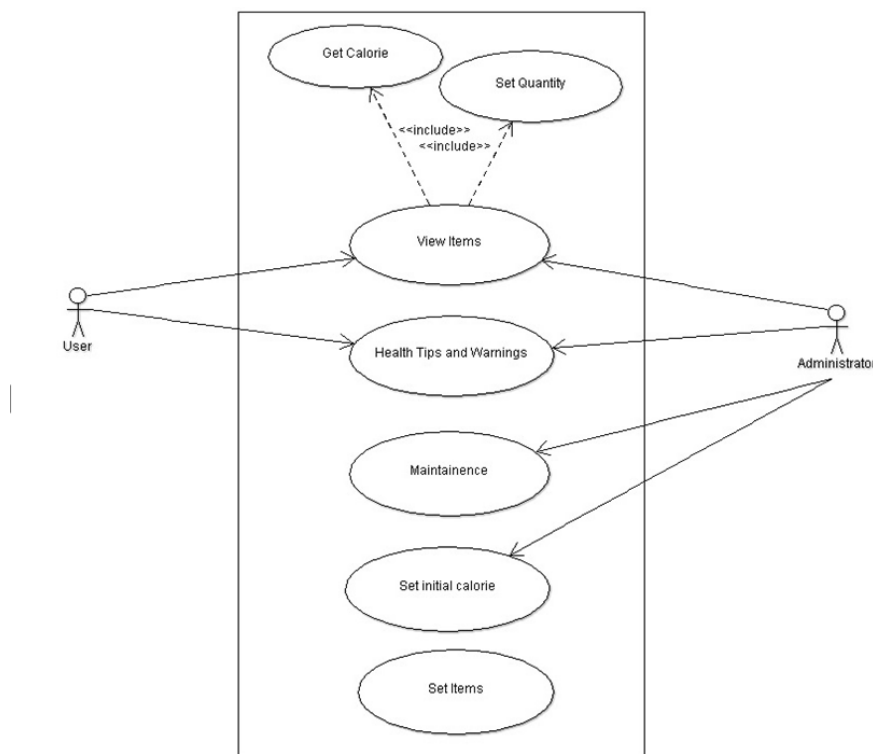 Get Calorie
Set Quantity
<<include>>
<<include>>
View Items
User
Health Tips and Warnings
Administrator
Maintainence
Set initial calorie
Set Items